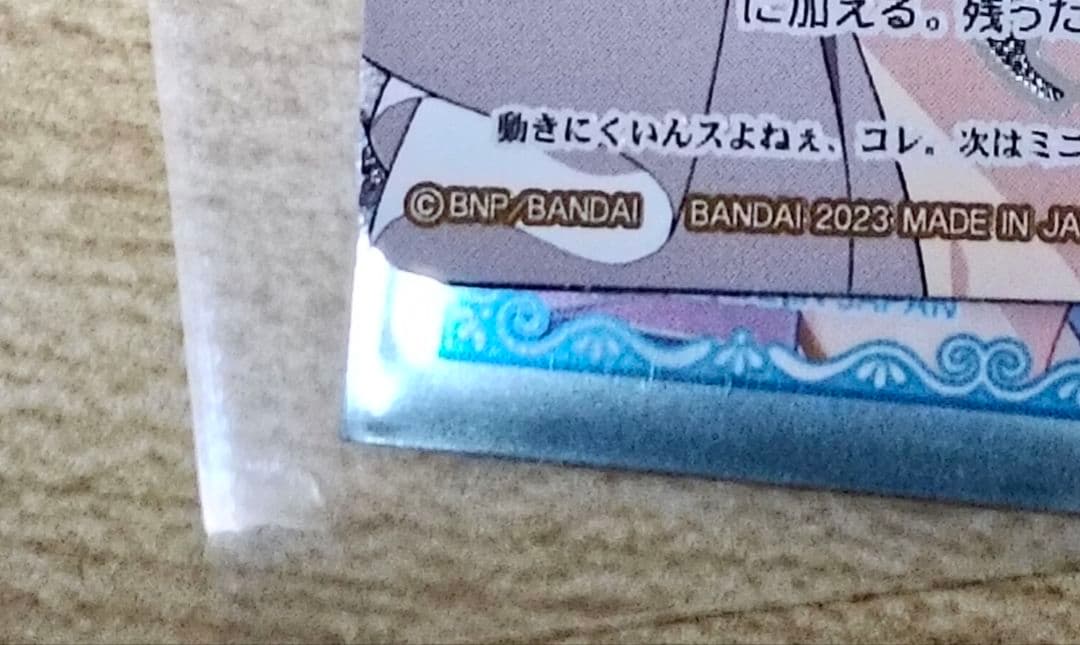 に加える。残った
動きにくいんスよねぇ、コレ。次はミニ
©BNP/BANDAI BANDAI 2023 MADE IN JA
JAPAN